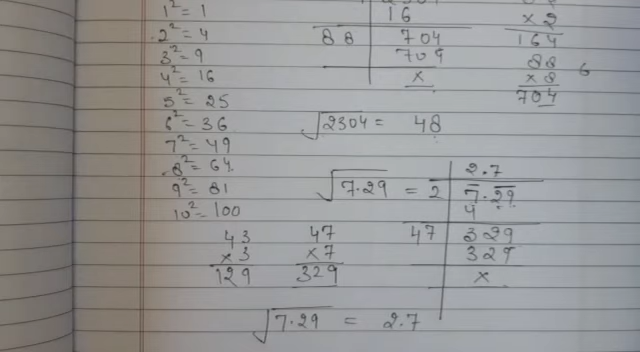 1² = 1
16
× 2
2² = 4
88 704 164
3² = 9
704 88
4² = 16
× × 8 6
5² = 25
704
6² = 36
√2304 = 48
7² = 49
8² = 64
2.7
9² = 81
√7.29 = 2 7.29
10² = 100
4
43 47 47 329
×3 ×7 329
129 329 ×
√7.29 = 2.7